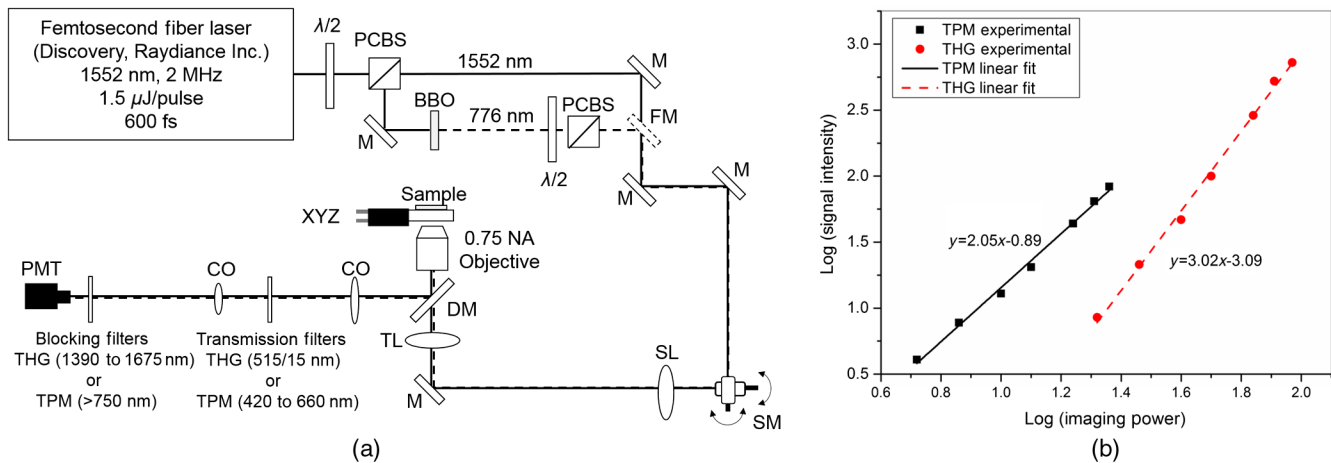 Femtosecond fiber laser
(Discovery, Raydiance Inc.)
1552 nm, 2 MHz
1.5 µJ/pulse
600 fs
λ/2
PCBS
1552 nm
M
M
BBO
776 nm
PCBS
λ/2
FM
M
M
Sample
XYZ
0.75 NA
Objective
PMT
CO
CO
DM
Blocking filters
THG (1390 to 1675 nm)
or
TPM (>750 nm)
Transmission filters
THG (515/15 nm)
or
TPM (420 to 660 nm)
TL
M
SL
SM
(a)
TPM experimental
THG experimental
TPM linear fit
THG linear fit
Log (signal intensity)
3.0
2.5
2.0
1.5
1.0
0.5
y=2.05x-0.89
y=3.02x-3.09
0.6 0.8 1.0 1.2 1.4 1.6 1.8 2.0
Log (imaging power)
(b)